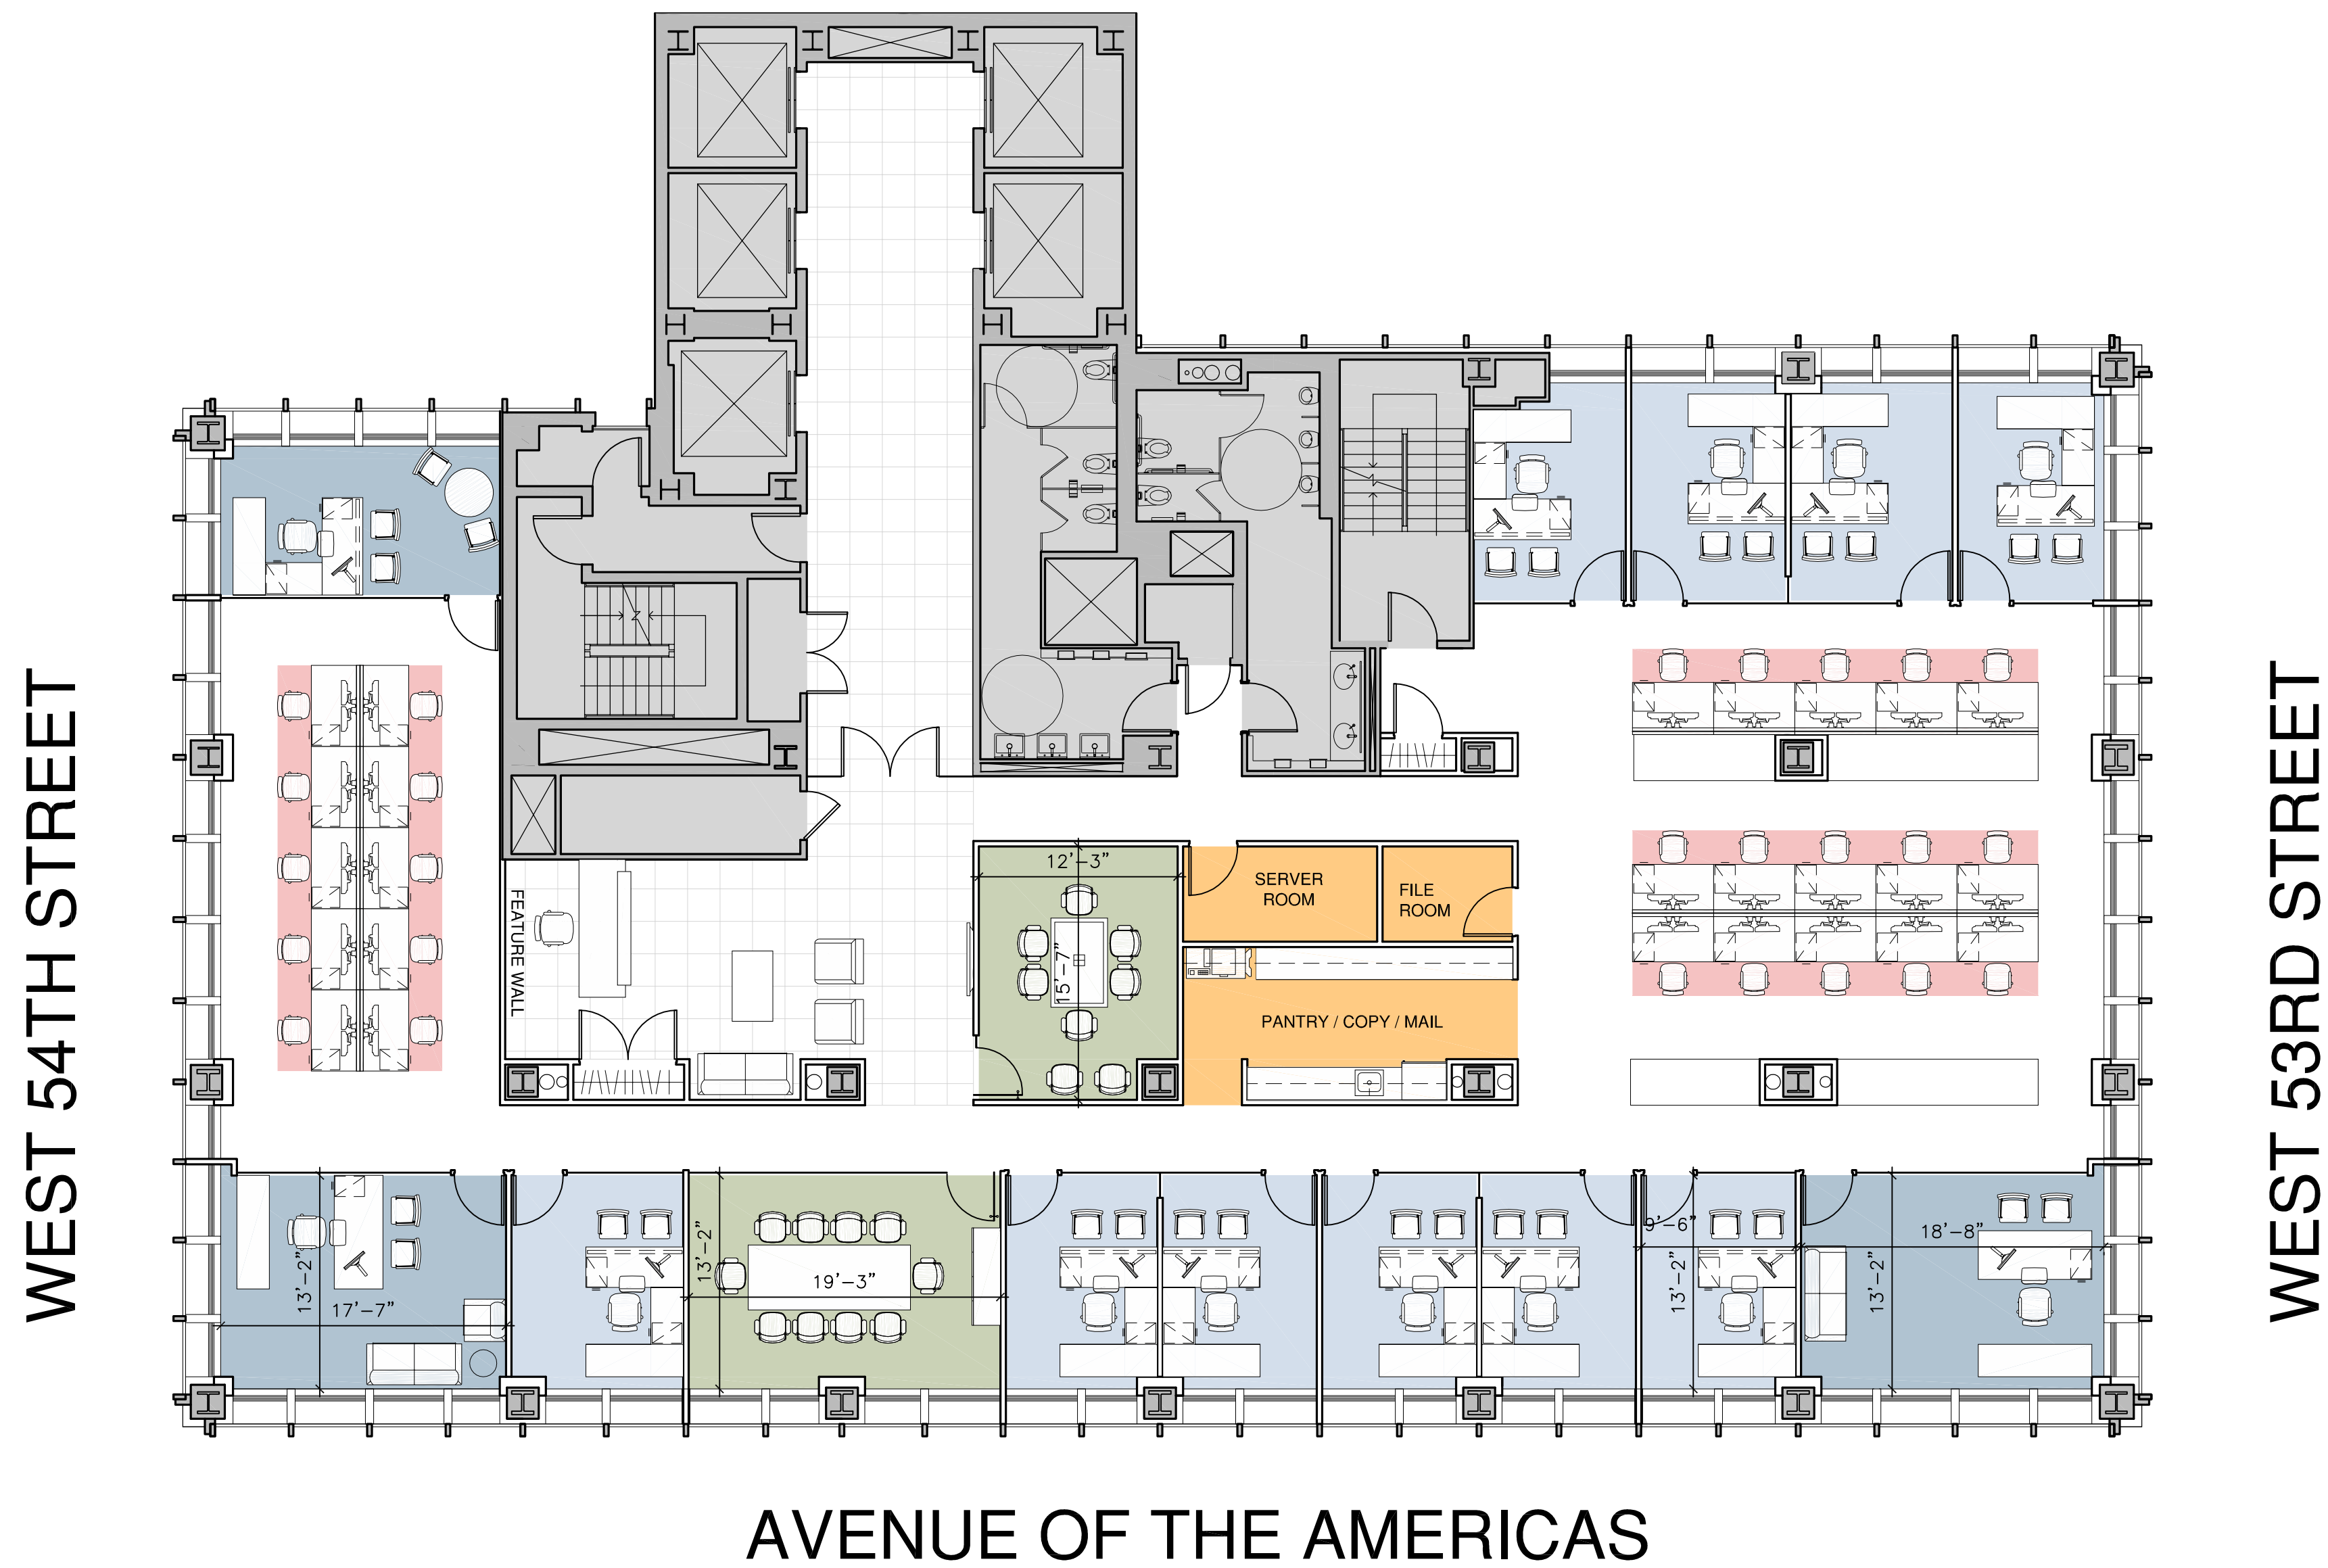 WEST 54TH STREET
WEST 53RD STREET
FEATURE WALL
12'-3"
15'-7"
SERVER
ROOM
FILE
ROOM
PANTRY / COPY / MAIL
13'-2"
17'-7"
13'-2"
19'-3"
9'-6"
13'-2"
18'-8"
13'-2"
AVENUE OF THE AMERICAS